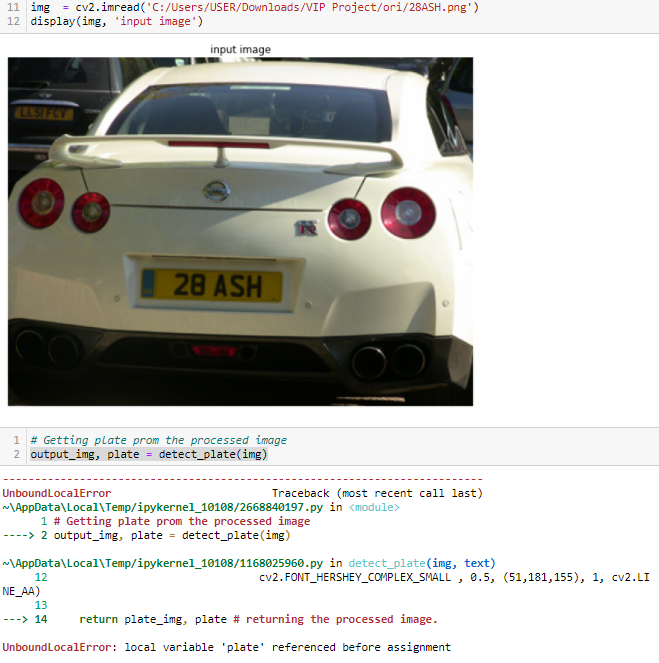 11 img = cv2.imread('C:/Users/USER/Downloads/VIP Project/ori/28ASH.png')
12 display(img, 'input image')
input image
LL51FCV
28 ASH
1 # Getting plate prom the processed image
2 output_img, plate = detect_plate(img)
---------------------------------------------------------------------------
UnboundLocalError                         Traceback (most recent call last)
~\AppData\Local\Temp/ipykernel_10108/2668840197.py in <module>
      1 # Getting plate prom the processed image
----> 2 output_img, plate = detect_plate(img)
~\AppData\Local\Temp/ipykernel_10108/1168025960.py in detect_plate(img, text)
     12                                 cv2.FONT_HERSHEY_COMPLEX_SMALL , 0.5, (51,181,155), 1, cv2.LI
NE_AA)
     13
---> 14     return plate_img, plate # returning the processed image.
UnboundLocalError: local variable 'plate' referenced before assignment